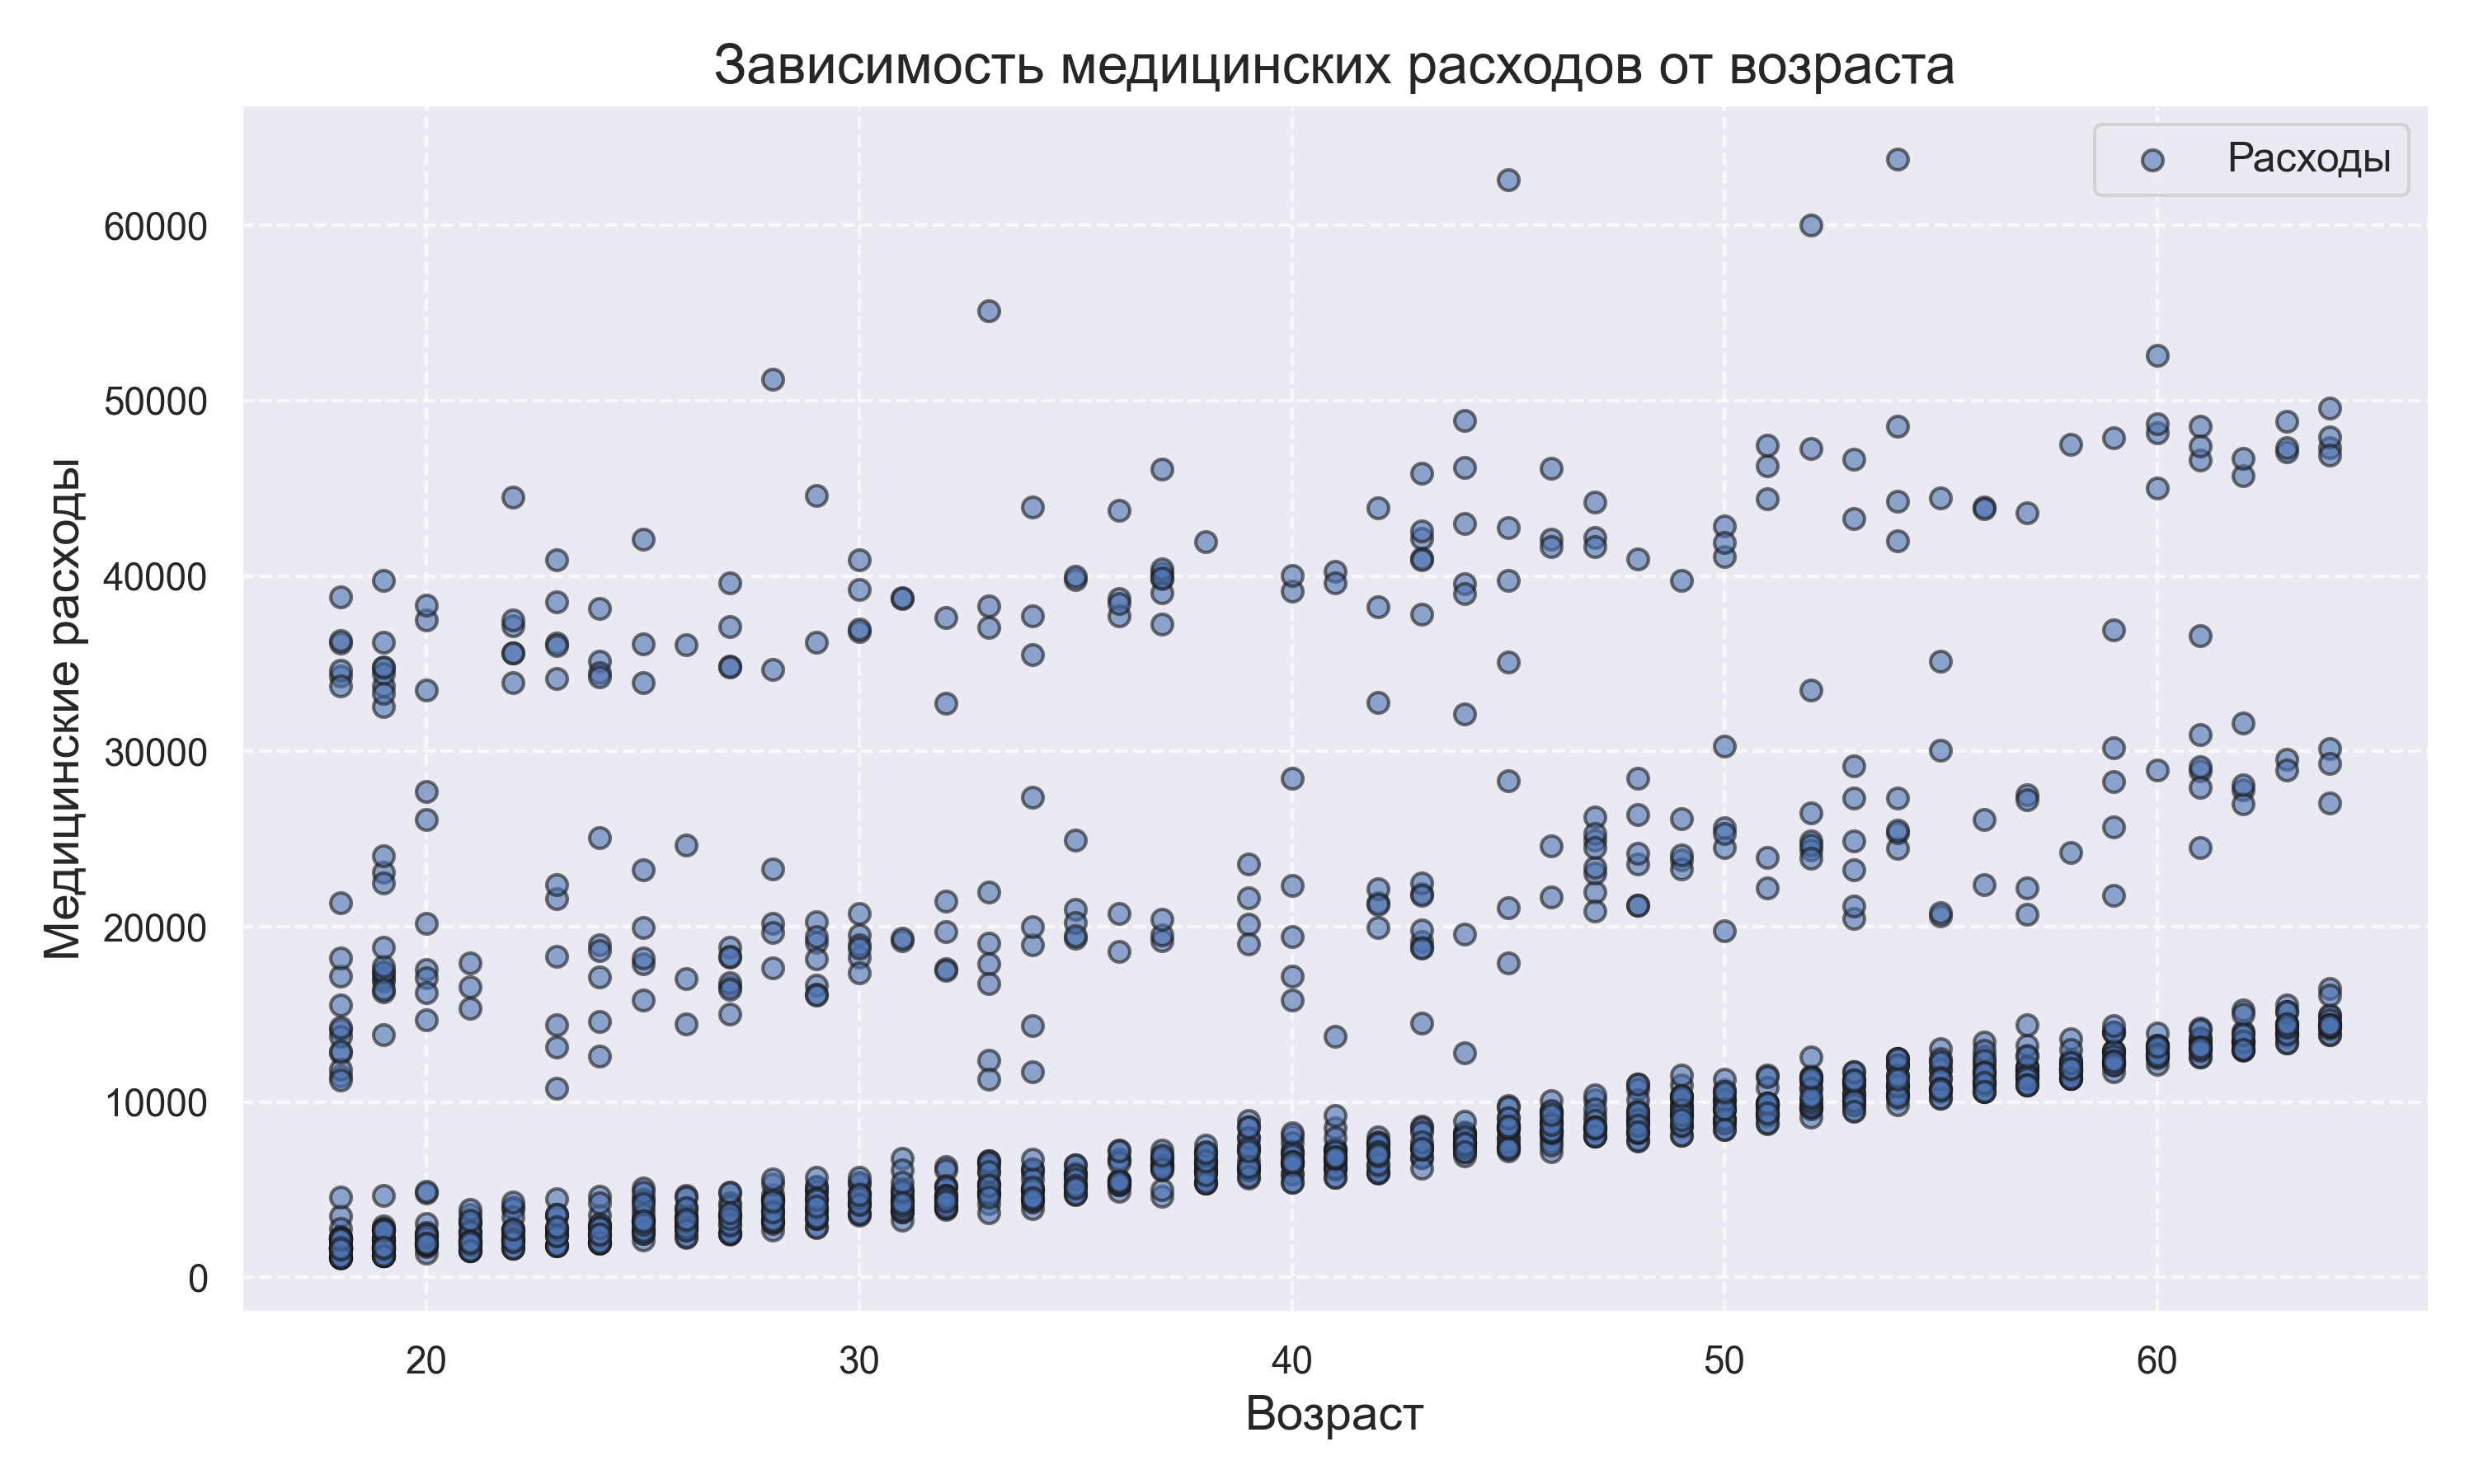 Зависимость медицинских расходов от возраста
Расходы
Медицинские расходы
60000
50000
40000
30000
20000
10000
0
20 30 40 50 60
Возраст